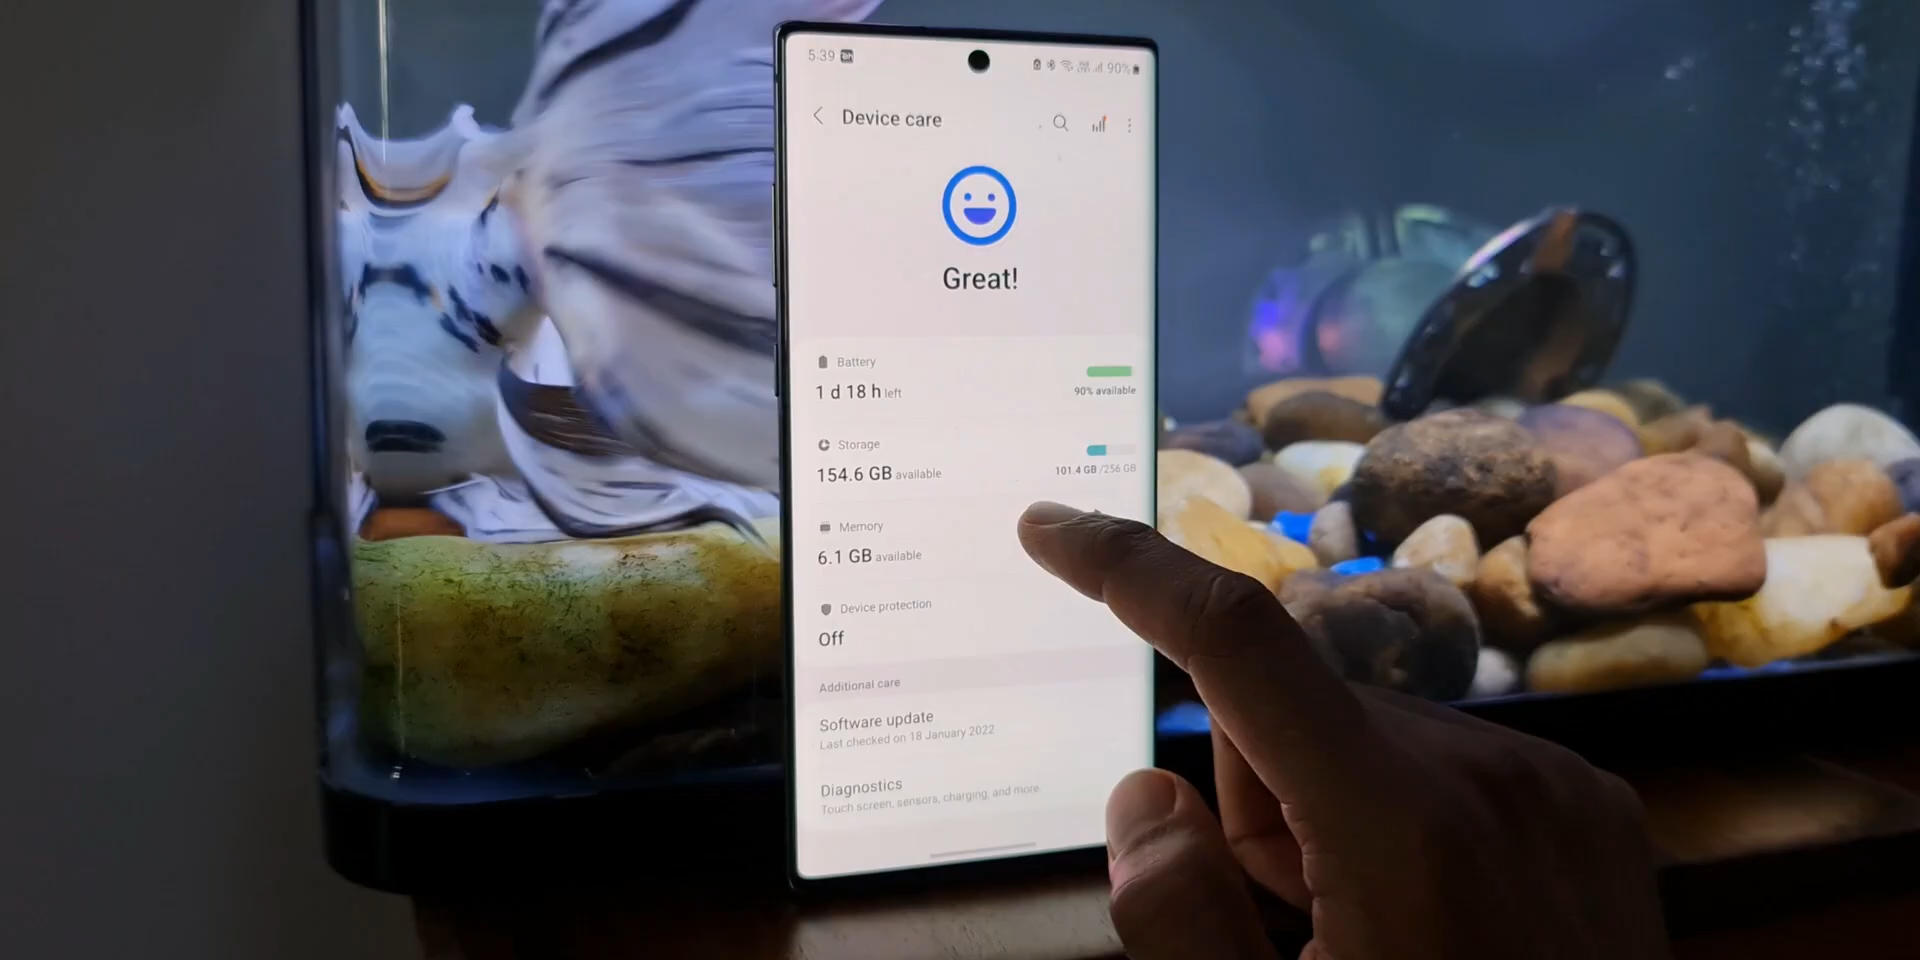 5:39
90%
Device care
Great!
Battery
1 d 18 h left
90% available
Storage
154.6 GB available
101.4 GB /256 GB
Memory
6.1 GB available
Device protection
Off
Additional care
Software update
Last checked on 18 January 2022
Diagnostics
Touch screen, sensors, charging, and more.